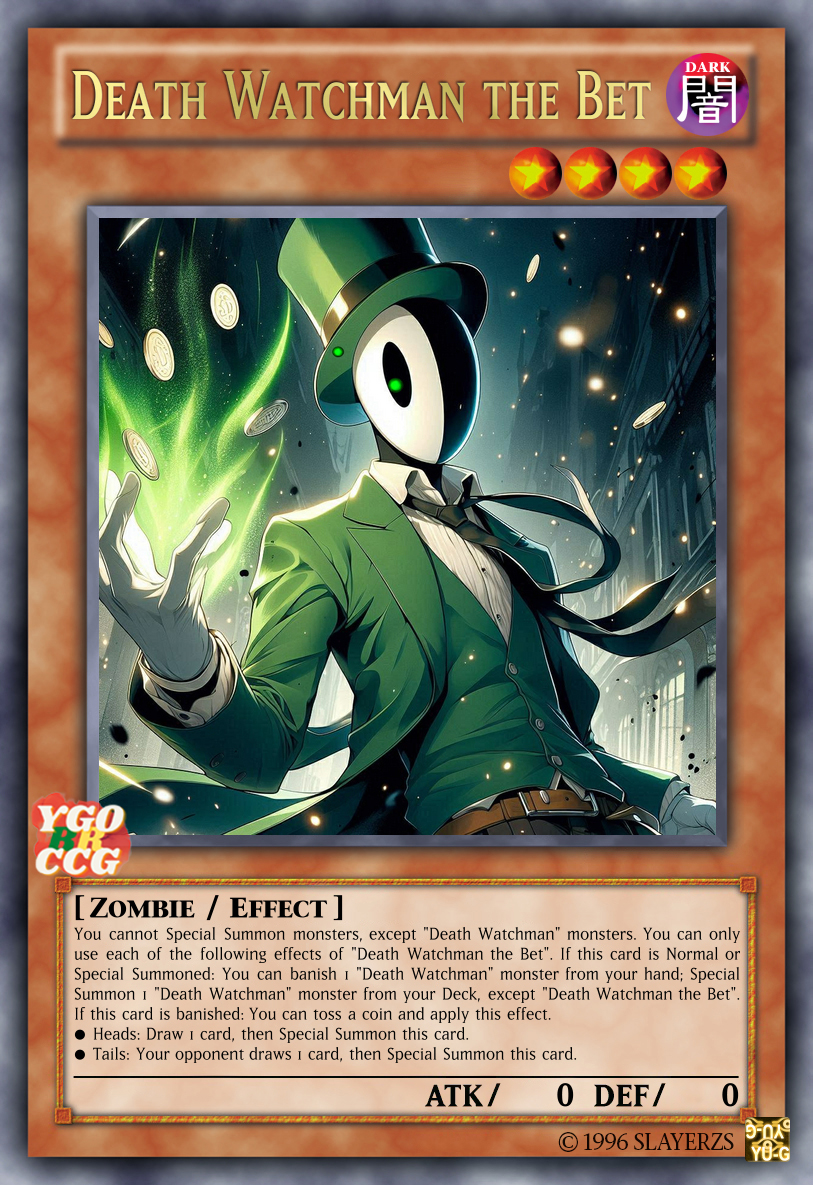 Death Watchman the Bet
DARK
闇
YGO
BR
CCG
[ Zombie / Effect ]
You cannot Special Summon monsters, except "Death Watchman" monsters. You can only
use each of the following effects of "Death Watchman the Bet". If this card is Normal or
Special Summoned: You can banish 1 "Death Watchman" monster from your hand; Special
Summon 1 "Death Watchman" monster from your Deck, except "Death Watchman the Bet".
If this card is banished: You can toss a coin and apply this effect.
● Heads: Draw 1 card, then Special Summon this card.
● Tails: Your opponent draws 1 card, then Special Summon this card.
ATK/ 0 DEF/ 0
© 1996 SLAYERZS